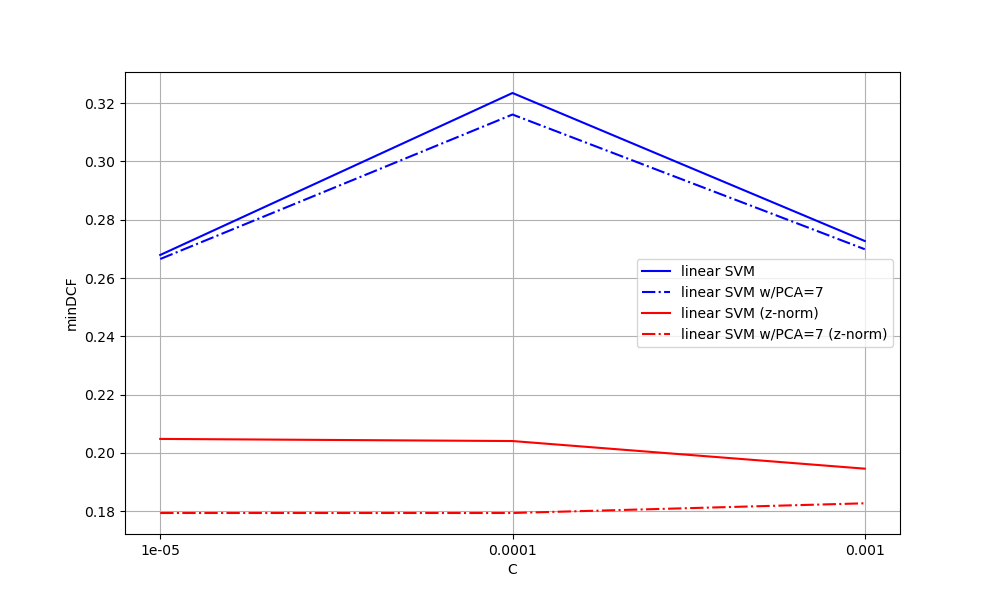 0.32
0.30
0.28
0.26
0.24
0.22
0.20
0.18
minDCF
linear SVM
linear SVM w/PCA=7
linear SVM (z-norm)
linear SVM w/PCA=7 (z-norm)
1e-05
0.0001
0.001
C